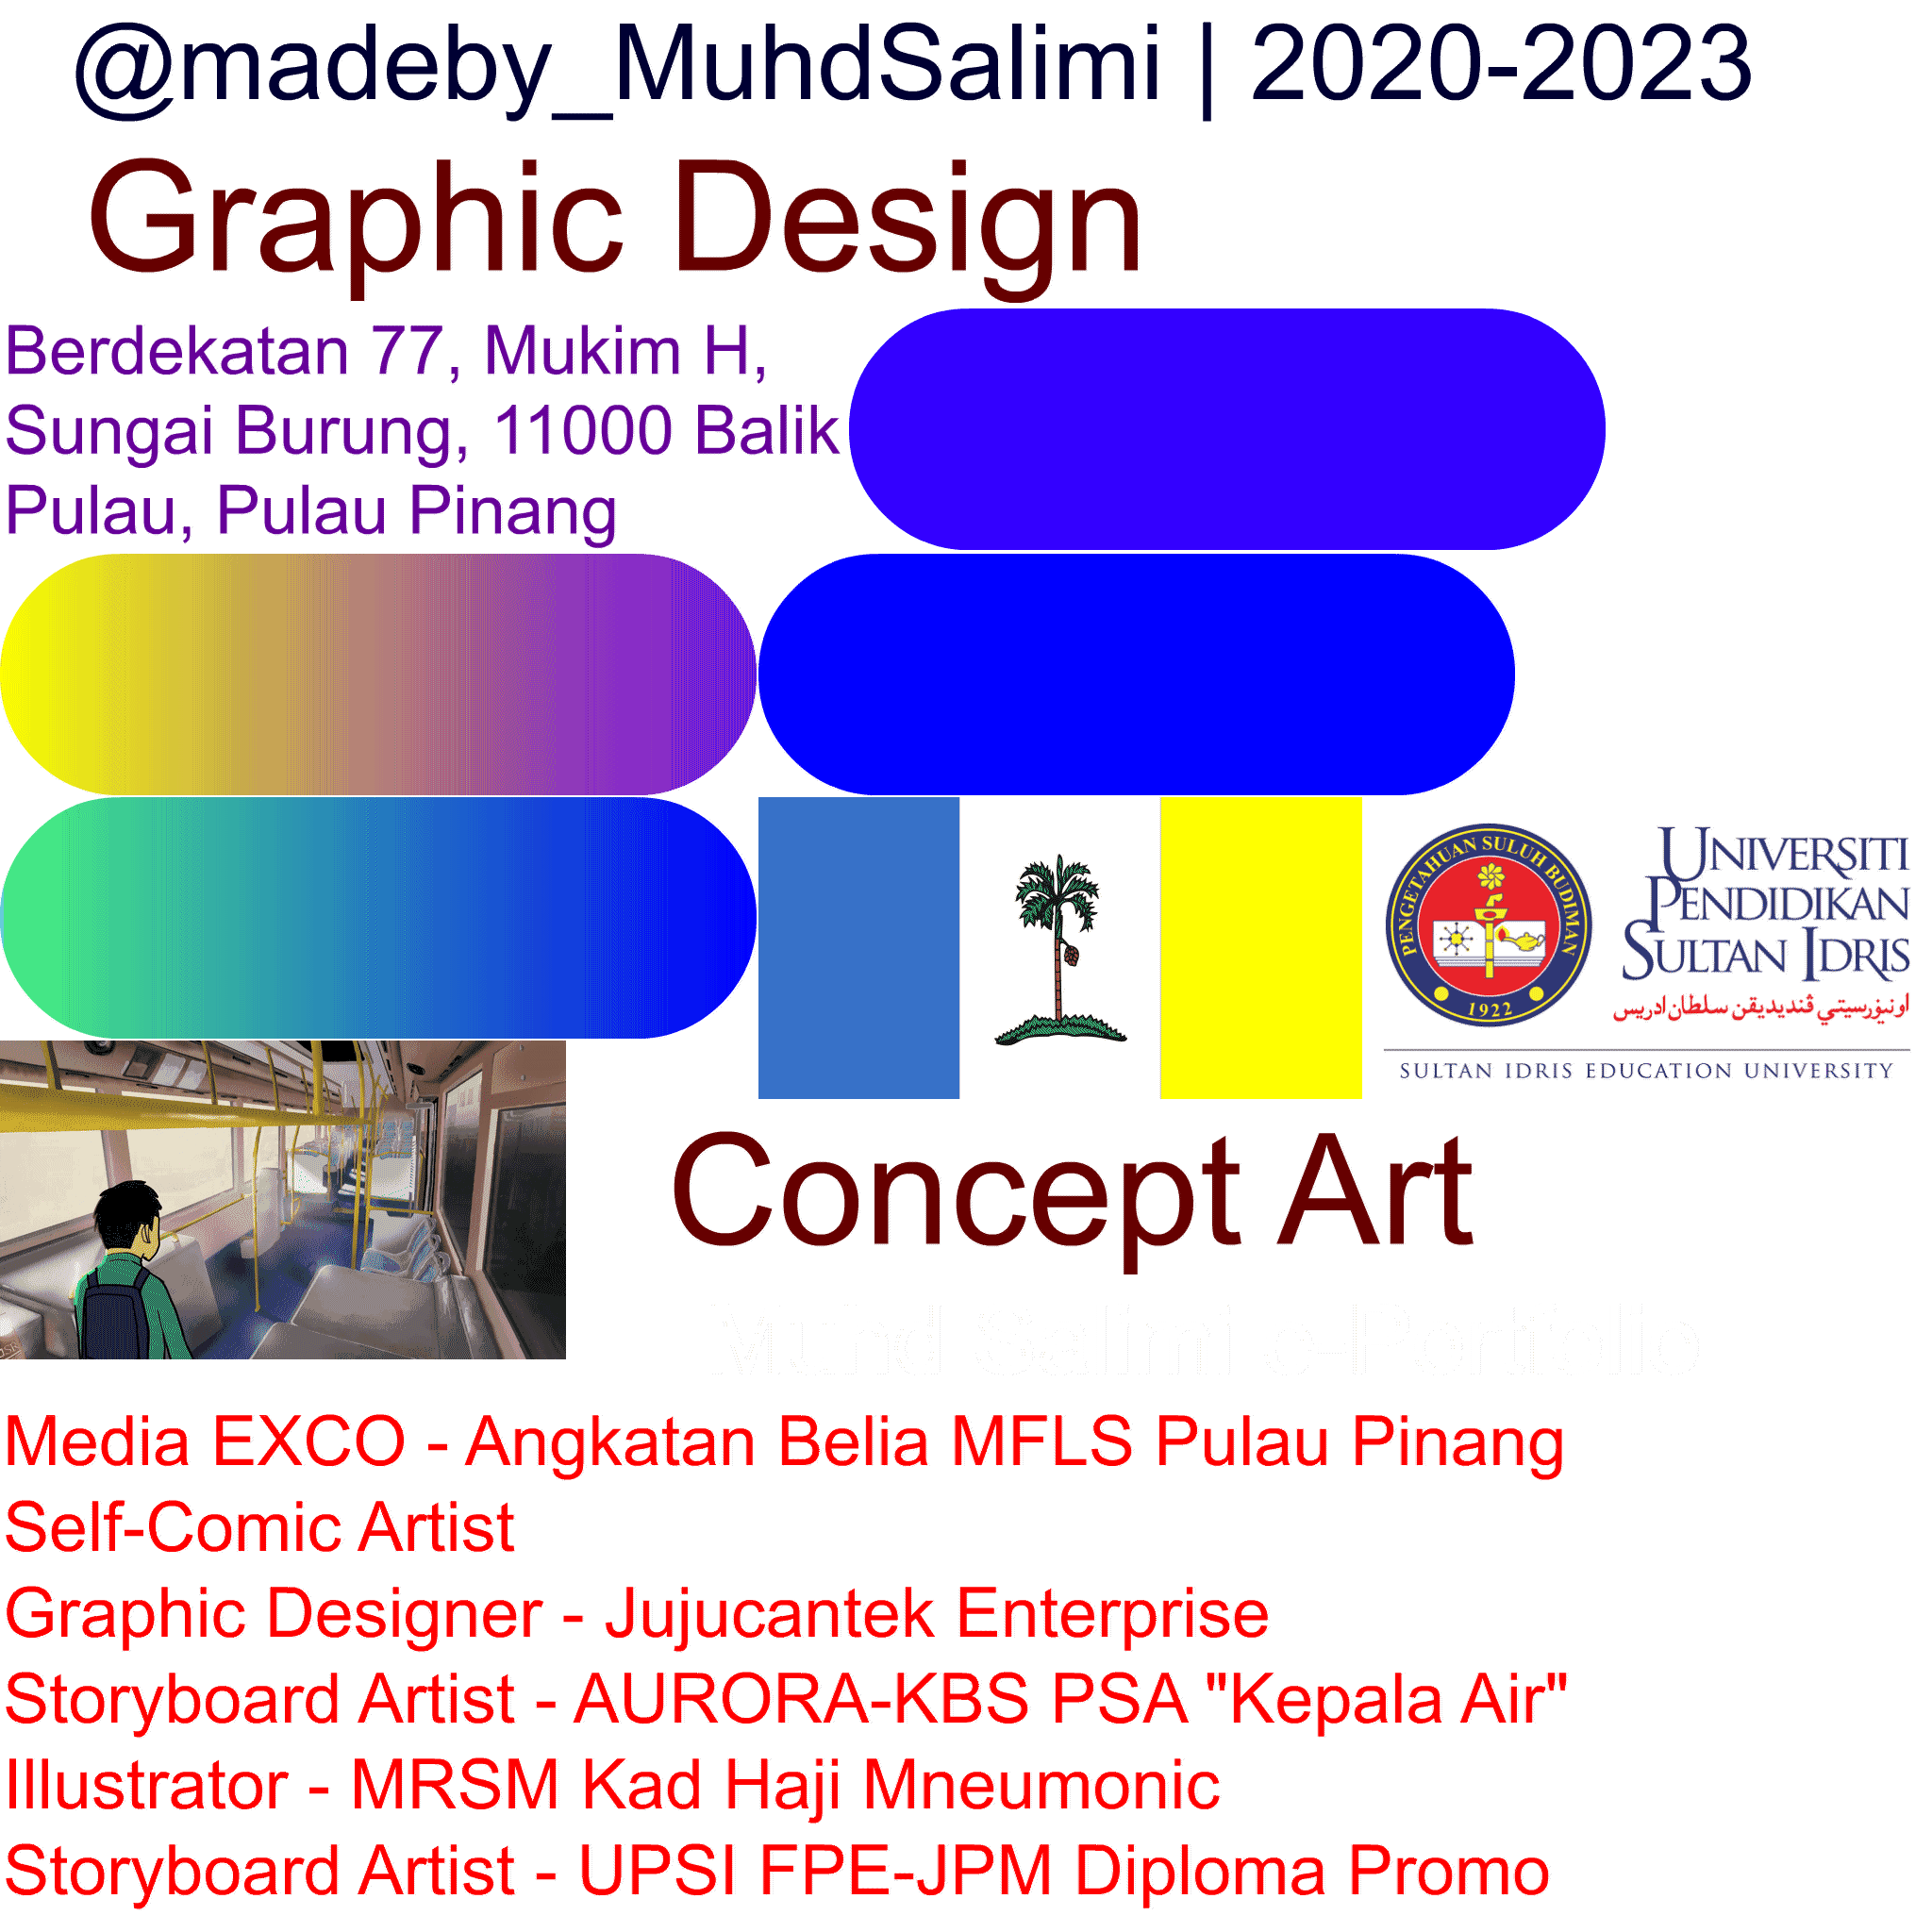 @madeby_MuhdSalimi | 2020-2023
Graphic Design
Berdekatan 77, Mukim H,
Sungai Burung, 11000 Balik
Pulau, Pulau Pinang
PENGETAHUAN SULUH BUDIMAN
1922
UNIVERSITI
PENDIDIKAN
SULTAN IDRIS
اونيۏرسيتي ڤنديديقن سلطان ادريس
SULTAN IDRIS EDUCATION UNIVERSITY
Concept Art
Muhd Salimi e-Portfolio
Media EXCO - Angkatan Belia MFLS Pulau Pinang
Self-Comic Artist
Graphic Designer - Jujucantek Enterprise
Storyboard Artist - AURORA-KBS PSA "Kepala Air"
Illustrator - MRSM Kad Haji Mneumonic
Storyboard Artist - UPSI FPE-JPM Diploma Promo